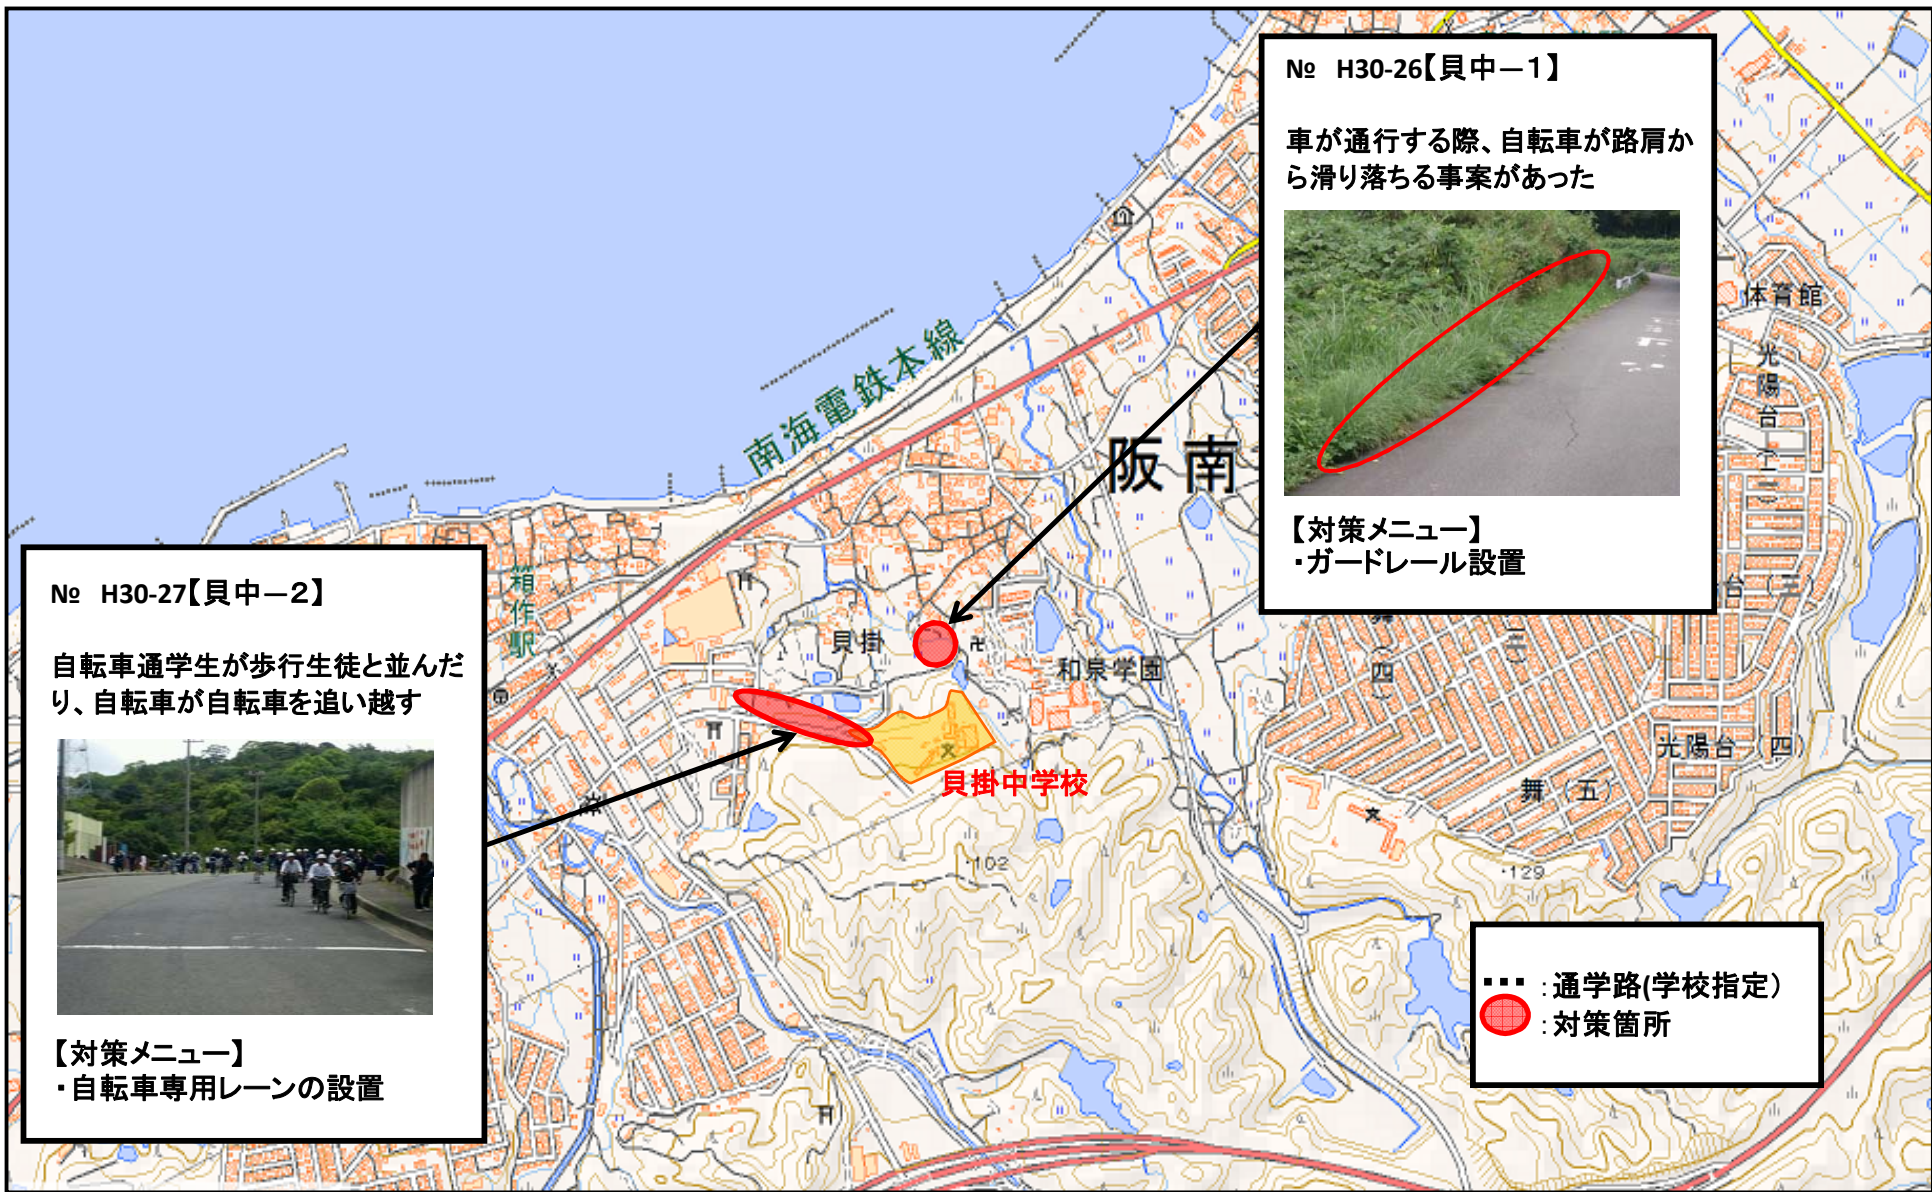 № H30-26【貝中―1】
車が通行する際、自転車が路肩か
ら滑り落ちる事案があった
【対策メニュー】
・ガードレール設置
№ H30-27【貝中―2】
自転車通学生が歩行生徒と並んだ
り、自転車が自転車を追い越す
【対策メニュー】
・自転車専用レーンの設置
南海電鉄本線
阪南
箱作駅
貝掛
和泉学園
貝掛中学校
体育館
光陽台
光陽台(四)
舞(五)
(四)
・102
・129
:通学路(学校指定)
:対策箇所